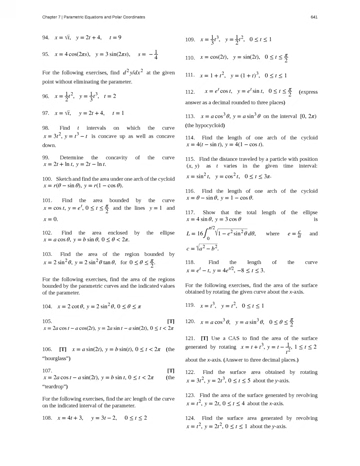 Chapter 7 | Parametric Equations and Polar Coordinates 641
94. x = √t, y = 2t + 4, t = 9
95. x = 4 cos(2πs), y = 3 sin(2πs), s = −1/4
For the following exercises, find d²y/dx² at the given
point without eliminating the parameter.
96. x = 1/2 t², y = 1/3 t³, t = 2
97. x = √t, y = 2t + 4, t = 1
98. Find t intervals on which the curve
x = 3t², y = t³ − t is concave up as well as concave
down.
99. Determine the concavity of the curve
x = 2t + ln t, y = 2t − ln t.
100. Sketch and find the area under one arch of the cycloid
x = r(θ − sin θ), y = r(1 − cos θ).
101. Find the area bounded by the curve
x = cos t, y = eᵗ, 0 ≤ t ≤ π/2 and the lines y = 1 and
x = 0.
102. Find the area enclosed by the ellipse
x = a cos θ, y = b sin θ, 0 ≤ θ < 2π.
103. Find the area of the region bounded by
x = 2 sin² θ, y = 2 sin² θ tan θ, for 0 ≤ θ ≤ π/2.
For the following exercises, find the area of the regions
bounded by the parametric curves and the indicated values
of the parameter.
104. x = 2 cot θ, y = 2 sin² θ, 0 ≤ θ ≤ π
105. [T]
x = 2a cos t − a cos(2t), y = 2a sin t − a sin(2t), 0 ≤ t < 2π
106. [T] x = a sin(2t), y = b sin(t), 0 ≤ t < 2π (the
“hourglass”)
107. [T]
x = 2a cos t − a sin(2t), y = b sin t, 0 ≤ t < 2π (the
“teardrop”)
For the following exercises, find the arc length of the curve
on the indicated interval of the parameter.
108. x = 4t + 3, y = 3t − 2, 0 ≤ t ≤ 2
109. x = 1/3 t³, y = 1/2 t², 0 ≤ t ≤ 1
110. x = cos(2t), y = sin(2t), 0 ≤ t ≤ π/2
111. x = 1 + t², y = (1 + t)³, 0 ≤ t ≤ 1
112. x = eᵗ cos t, y = eᵗ sin t, 0 ≤ t ≤ π/2 (express
answer as a decimal rounded to three places)
113. x = a cos³ θ, y = a sin³ θ on the interval [0, 2π)
(the hypocycloid)
114. Find the length of one arch of the cycloid
x = 4(t − sin t), y = 4(1 − cos t).
115. Find the distance traveled by a particle with position
(x, y) as t varies in the given time interval:
x = sin² t, y = cos² t, 0 ≤ t ≤ 3π.
116. Find the length of one arch of the cycloid
x = θ − sin θ, y = 1 − cos θ.
117. Show that the total length of the ellipse
x = 4 sin θ, y = 3 cos θ is
L = 16∫₀^(π/2) √(1 − e² sin² θ) dθ, where e = c/a and
c = √(a² − b²).
118. Find the length of the curve
x = eᵗ − t, y = 4e^(t/2), −8 ≤ t ≤ 3.
For the following exercises, find the area of the surface
obtained by rotating the given curve about the x-axis.
119. x = t³, y = t², 0 ≤ t ≤ 1
120. x = a cos³ θ, y = a sin³ θ, 0 ≤ θ ≤ π/2
121. [T] Use a CAS to find the area of the surface
generated by rotating x = t + t³, y = t − 1/t², 1 ≤ t ≤ 2
about the x-axis. (Answer to three decimal places.)
122. Find the surface area obtained by rotating
x = 3t², y = 2t³, 0 ≤ t ≤ 5 about the y-axis.
123. Find the area of the surface generated by revolving
x = t², y = 2t, 0 ≤ t ≤ 4 about the x-axis.
124. Find the surface area generated by revolving
x = t², y = 2t², 0 ≤ t ≤ 1 about the y-axis.